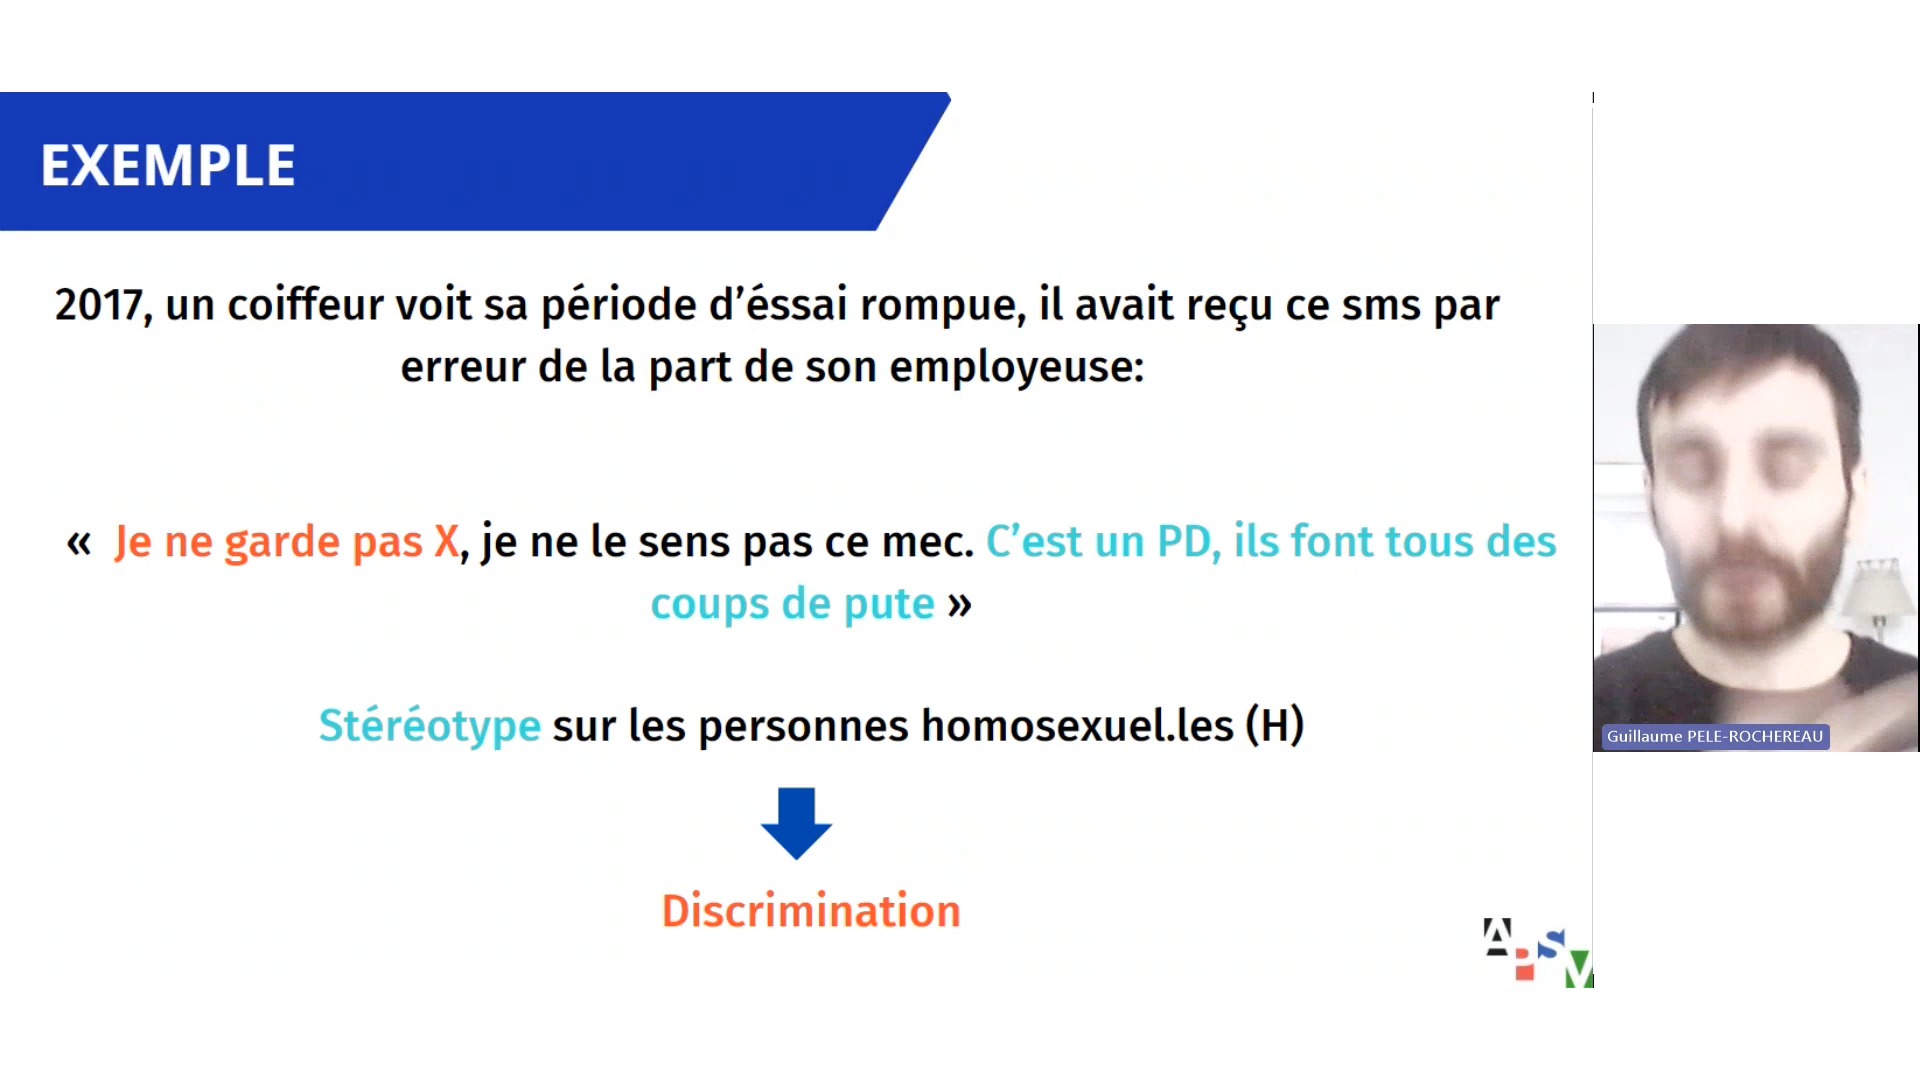 EXEMPLE
2017, un coiffeur voit sa période d’éssai rompue, il avait reçu ce sms par
erreur de la part de son employeuse:
« Je ne garde pas X, je ne le sens pas ce mec. C’est un PD, ils font tous des
coups de pute »
Stéréotype sur les personnes homosexuel.les (H)
Discrimination
APSV
Guillaume PELE-ROCHEREAU